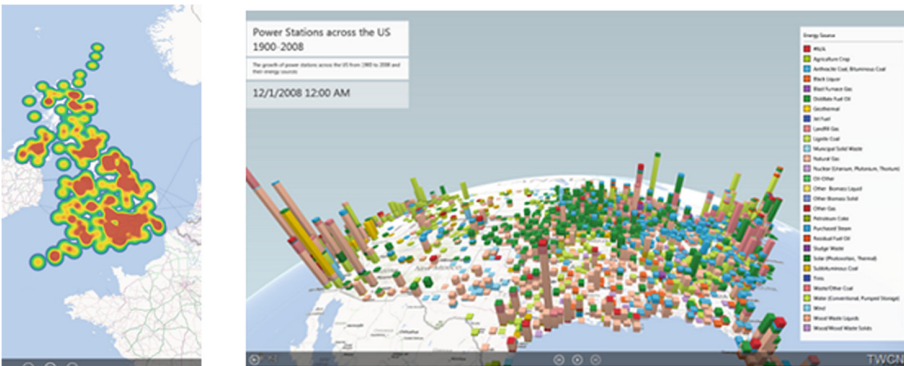 Power Stations across the US
1900-2008
The growth of power stations across the US from 1900 to 2008 and
their energy sources
12/1/2008 12:00 AM
Energy Source
#N/A
Agriculture Crop
Anthracite Coal, Bituminous Coal
Black Liquor
Blast Furnace Gas
Distillate Fuel Oil
Geothermal
Jet Fuel
Landfill Gas
Lignite Coal
Municipal Solid Waste
Natural Gas
Nuclear (Uranium, Plutonium, Thorium)
Oil-Other
Other Biomass Liquid
Other Biomass Solid
Other Gas
Petroleum Coke
Purchased Steam
Residual Fuel Oil
Sludge Waste
Solar (Photovoltaic, Thermal)
Subbituminous Coal
Tires
Waste/Other Coal
Water (Conventional, Pumped Storage)
Wind
Wood Waste Liquids
Wood/Wood Waste Solids
TWCN